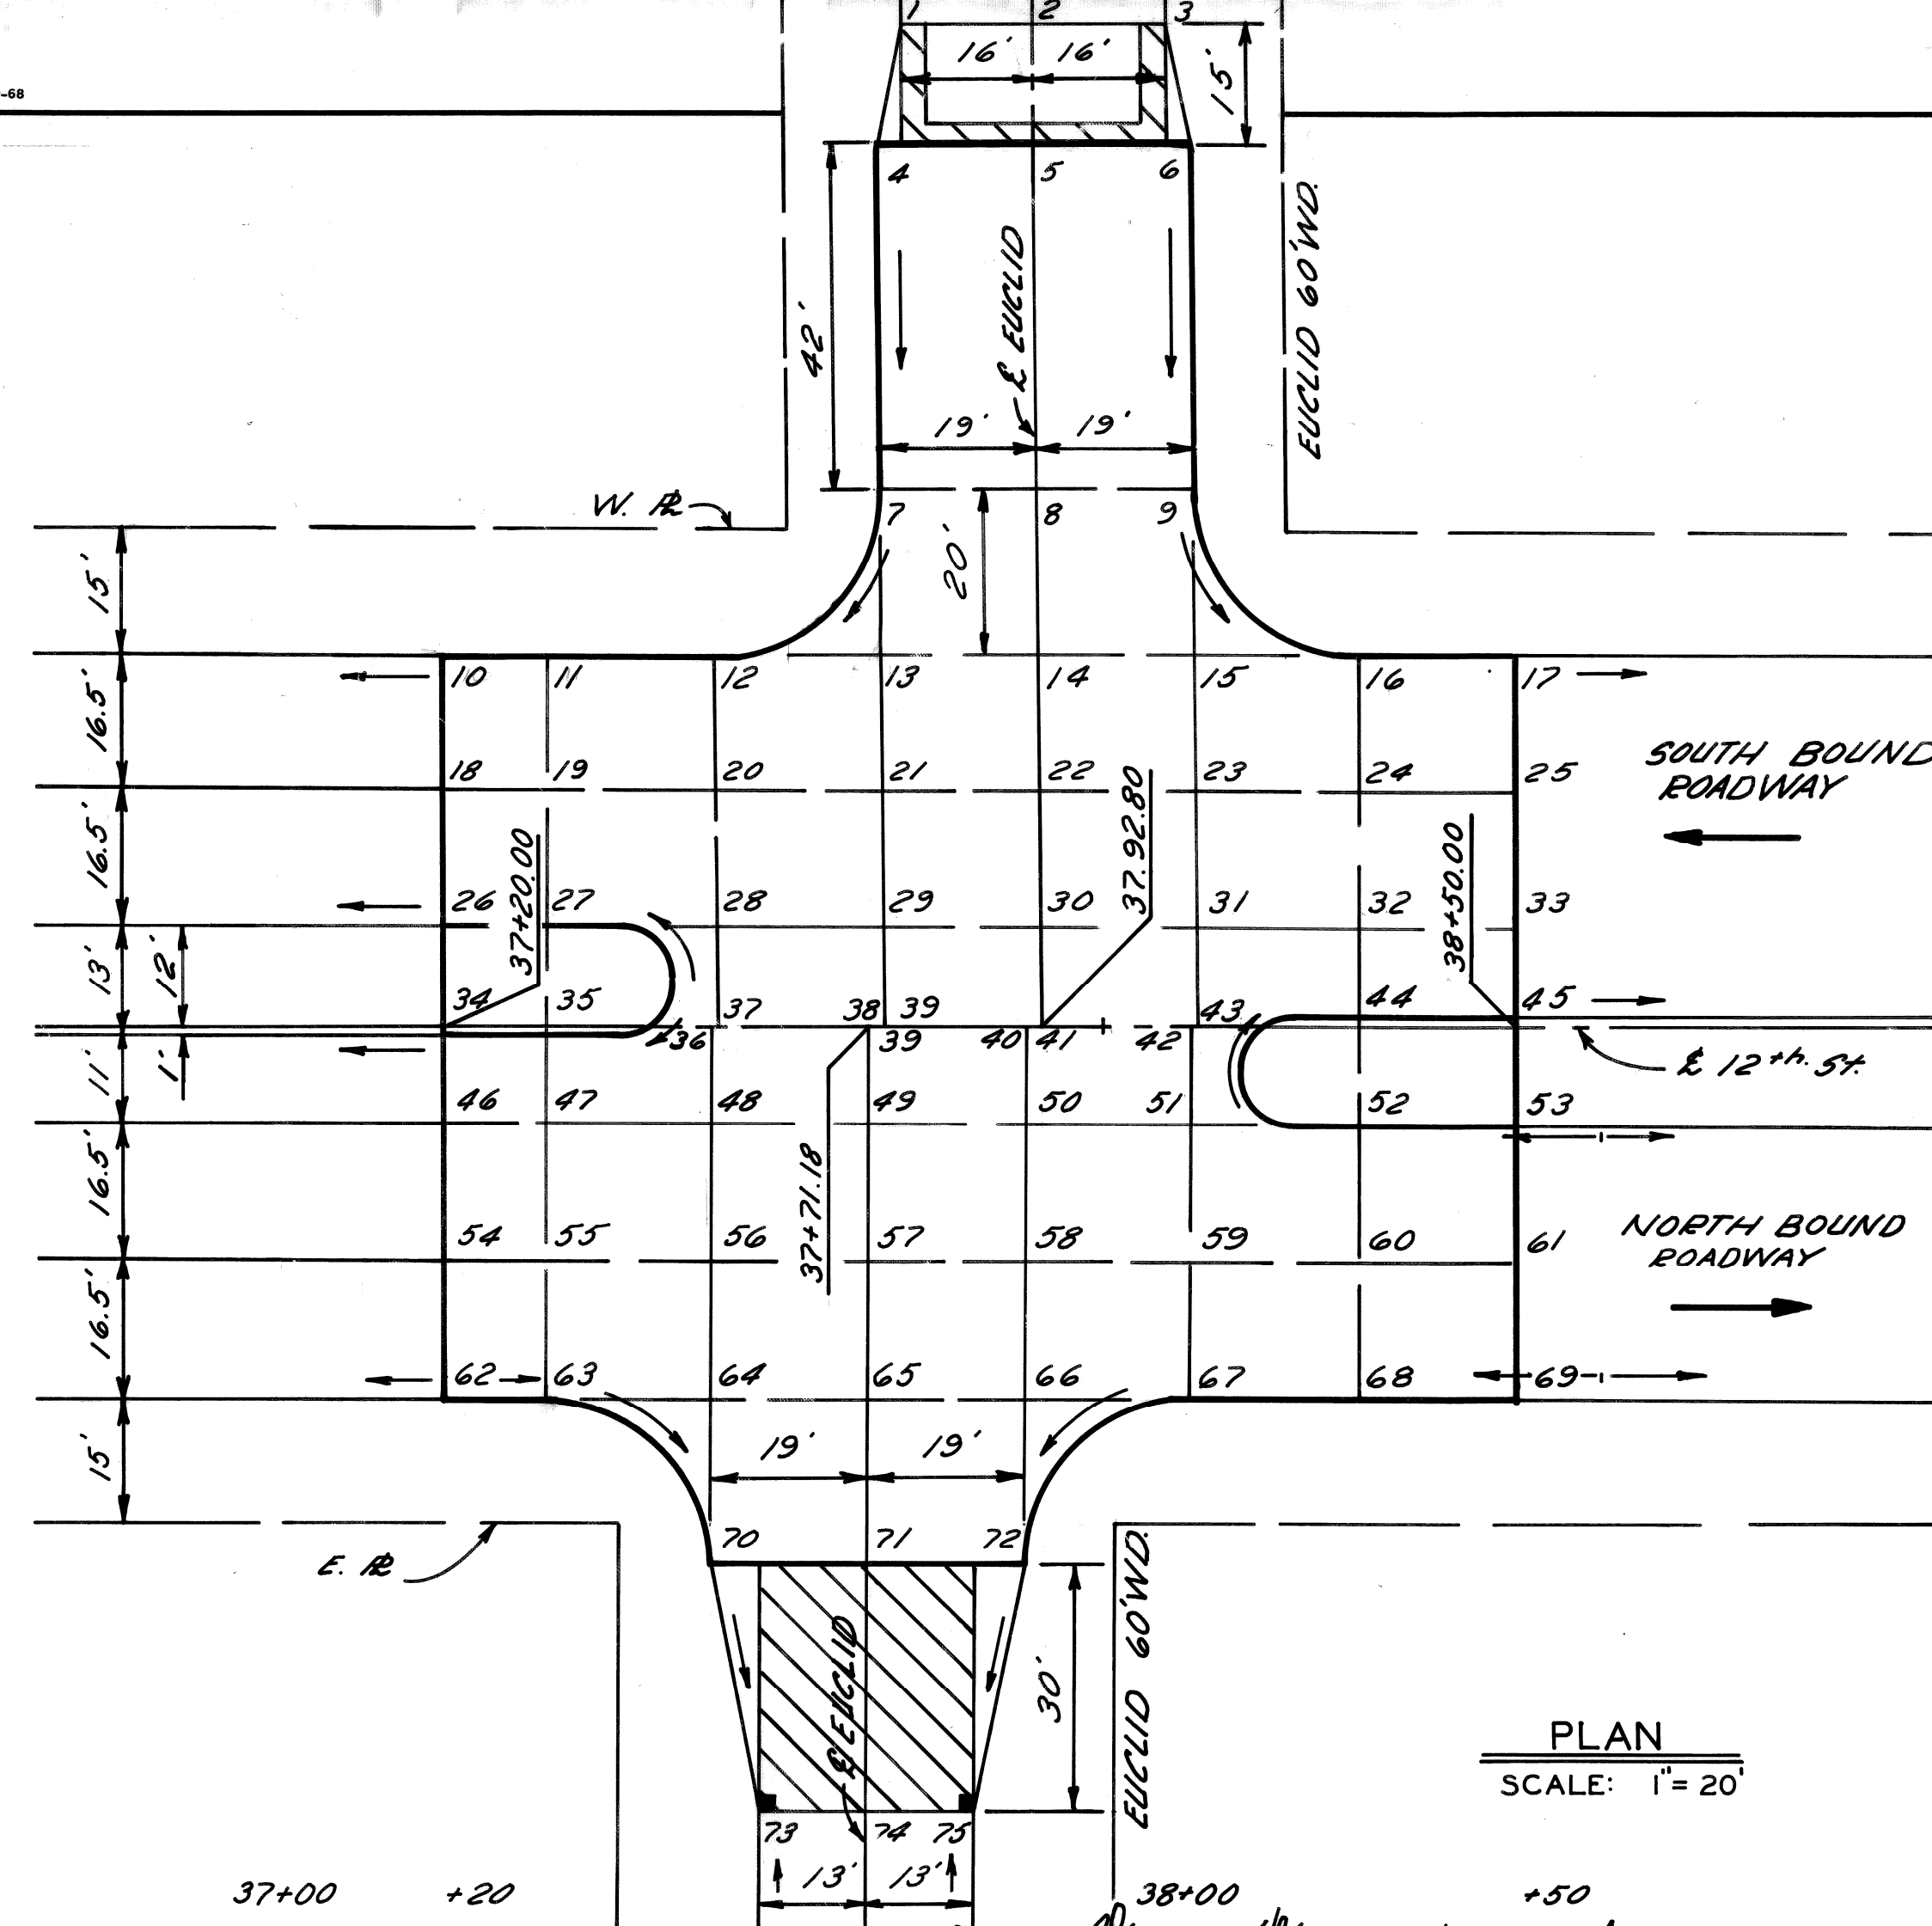 1 2 3
16' 16'
15'
-68
4 5 6
42'
℄ EUCLID
EUCLID 60'WD.
19' 19'
W. ⅊
7 8 9
20'
15'
10 11 12 13 14 15 16 17
16.5'
18 19 20 21 22 23 24 25
SOUTH BOUND
ROADWAY
16.5'
37+20.00
37.92.80
38+50.00
26 27 28 29 30 31 32 33
13'
12'
34 35 37 38 39 43 44 45
36 39 40 41 42
1'
11'
℄ 12th. St.
46 47 48 49 50 51 52 53
16.5'
37+71.18
54 55 56 57 58 59 60 61
NORTH BOUND
ROADWAY
16.5'
62 63 64 65 66 67 68 69
15'
19' 19'
70 71 72
E. ⅊
EUCLID 60'WD.
℄ EUCLID
30'
PLAN
SCALE: 1"= 20'
73 74 75
13' 13'
37+00 +20 38+00 +50